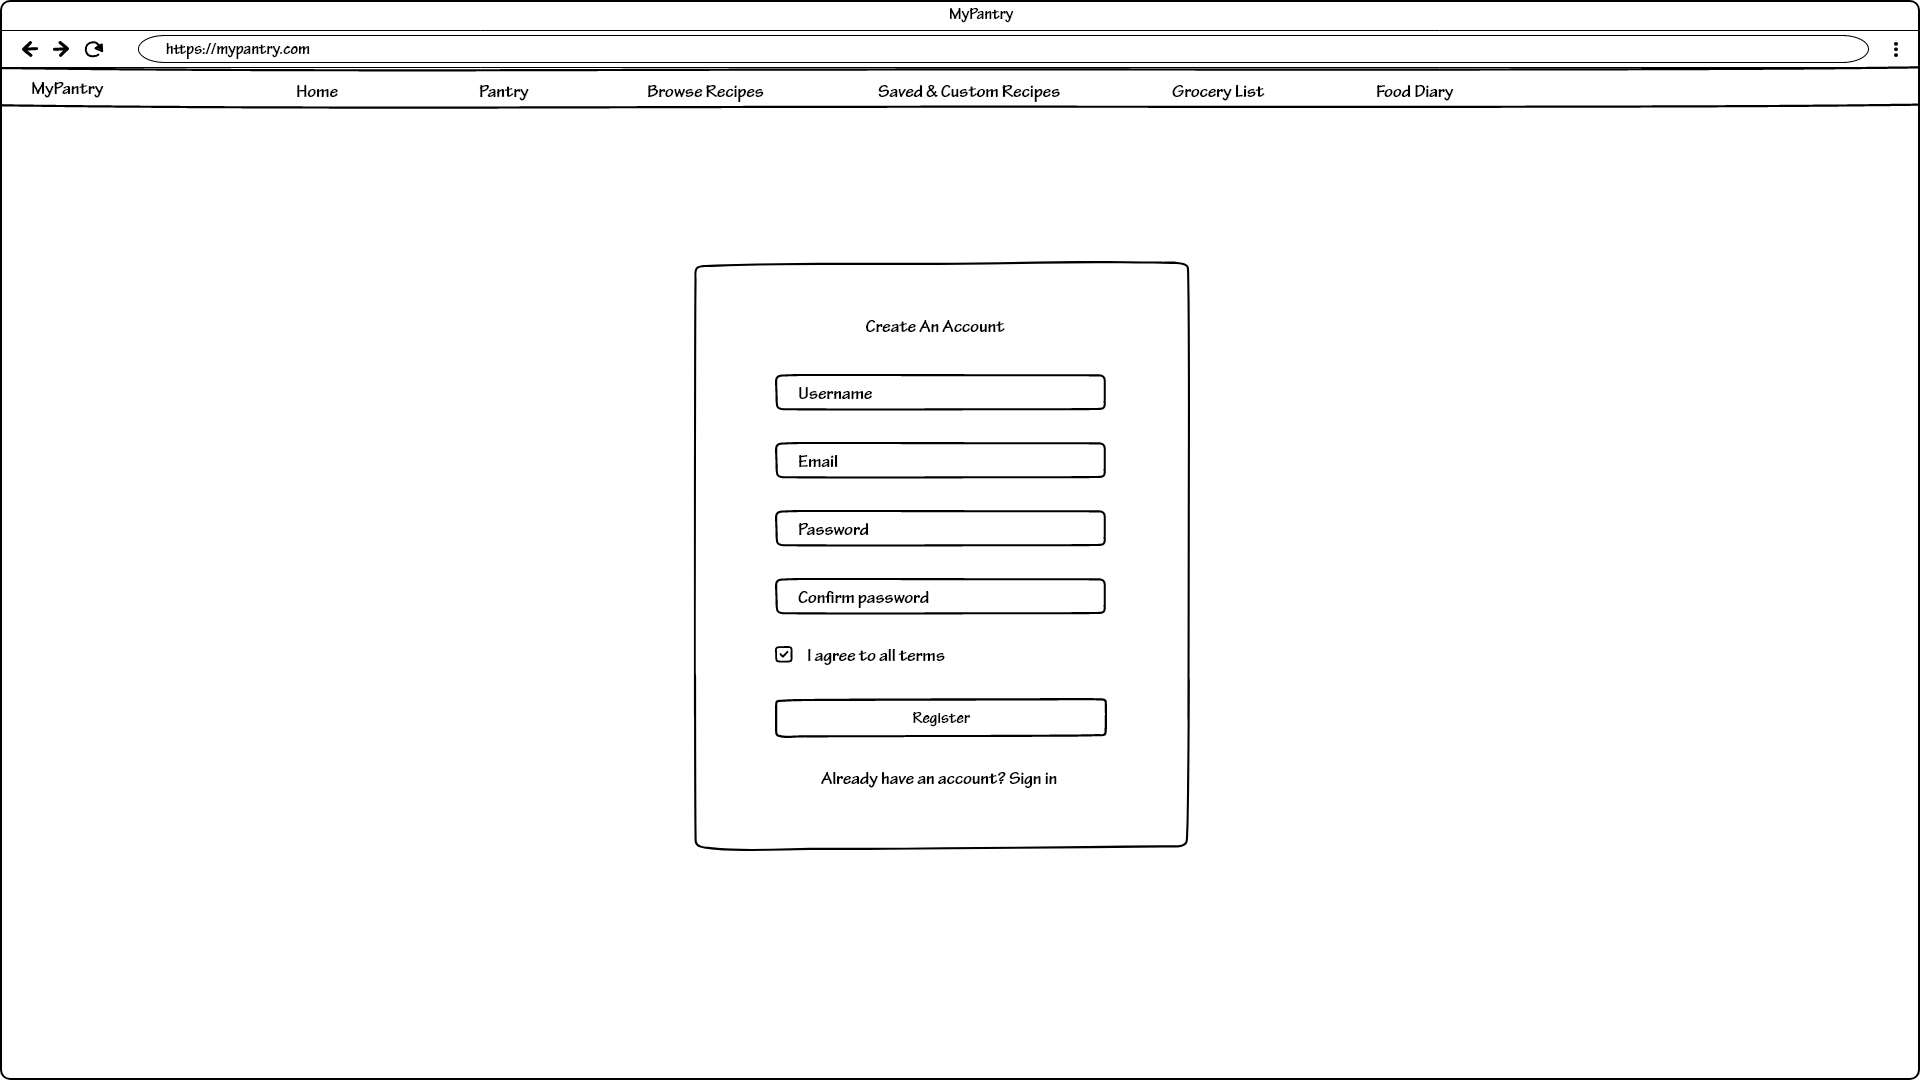 MyPantry
https://mypantry.com
MyPantry Home Pantry Browse Recipes Saved & Custom Recipes Grocery List Food Diary
Create An Account
Username
Email
Password
Confirm password
I agree to all terms
Register
Already have an account? Sign in